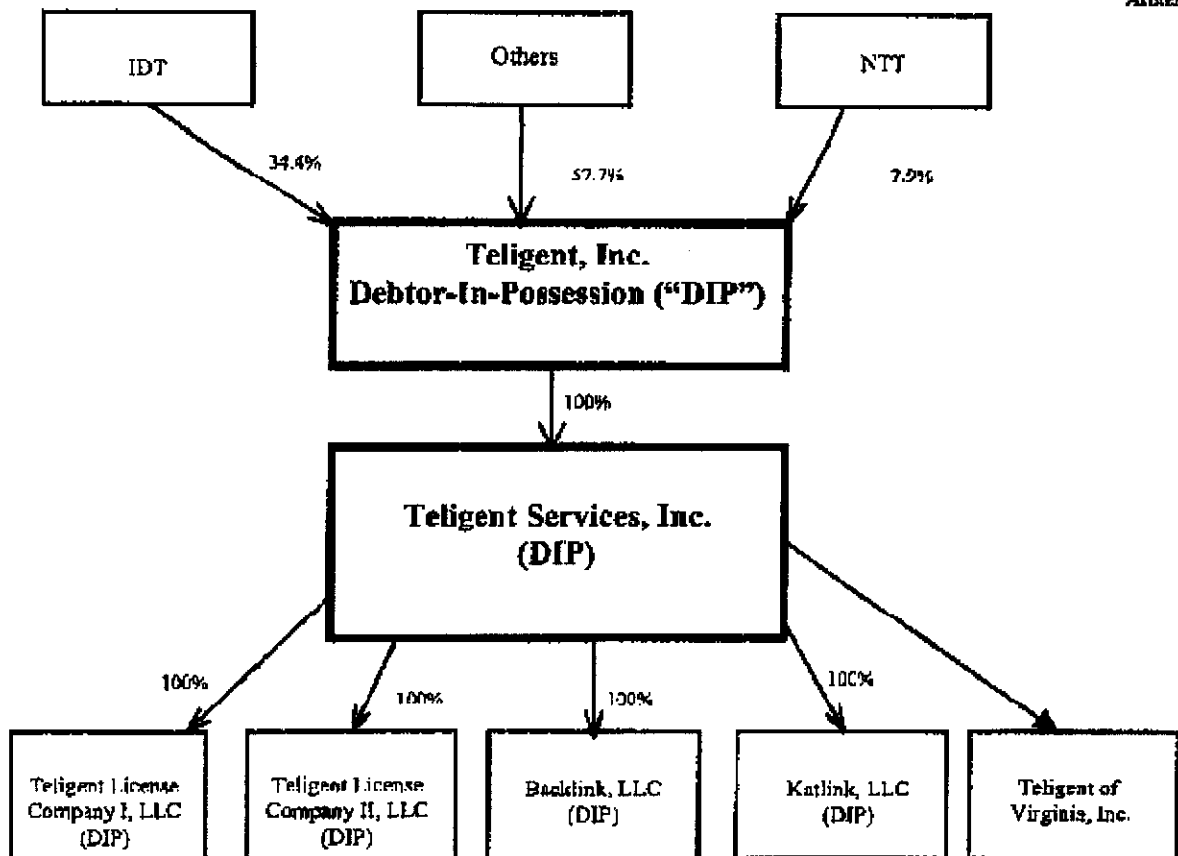 IDT
Others
NTT
34.4%
57.7%
7.9%
Teligent, Inc.
Debtor-In-Possession (“DIP”)
100%
Teligent Services, Inc.
(DIP)
100%
100%
100%
100%
Teligent License
Company I, LLC
(DIP)
Teligent License
Company II, LLC
(DIP)
Backlink, LLC
(DIP)
Katlink, LLC
(DIP)
Teligent of
Virginia, Inc.